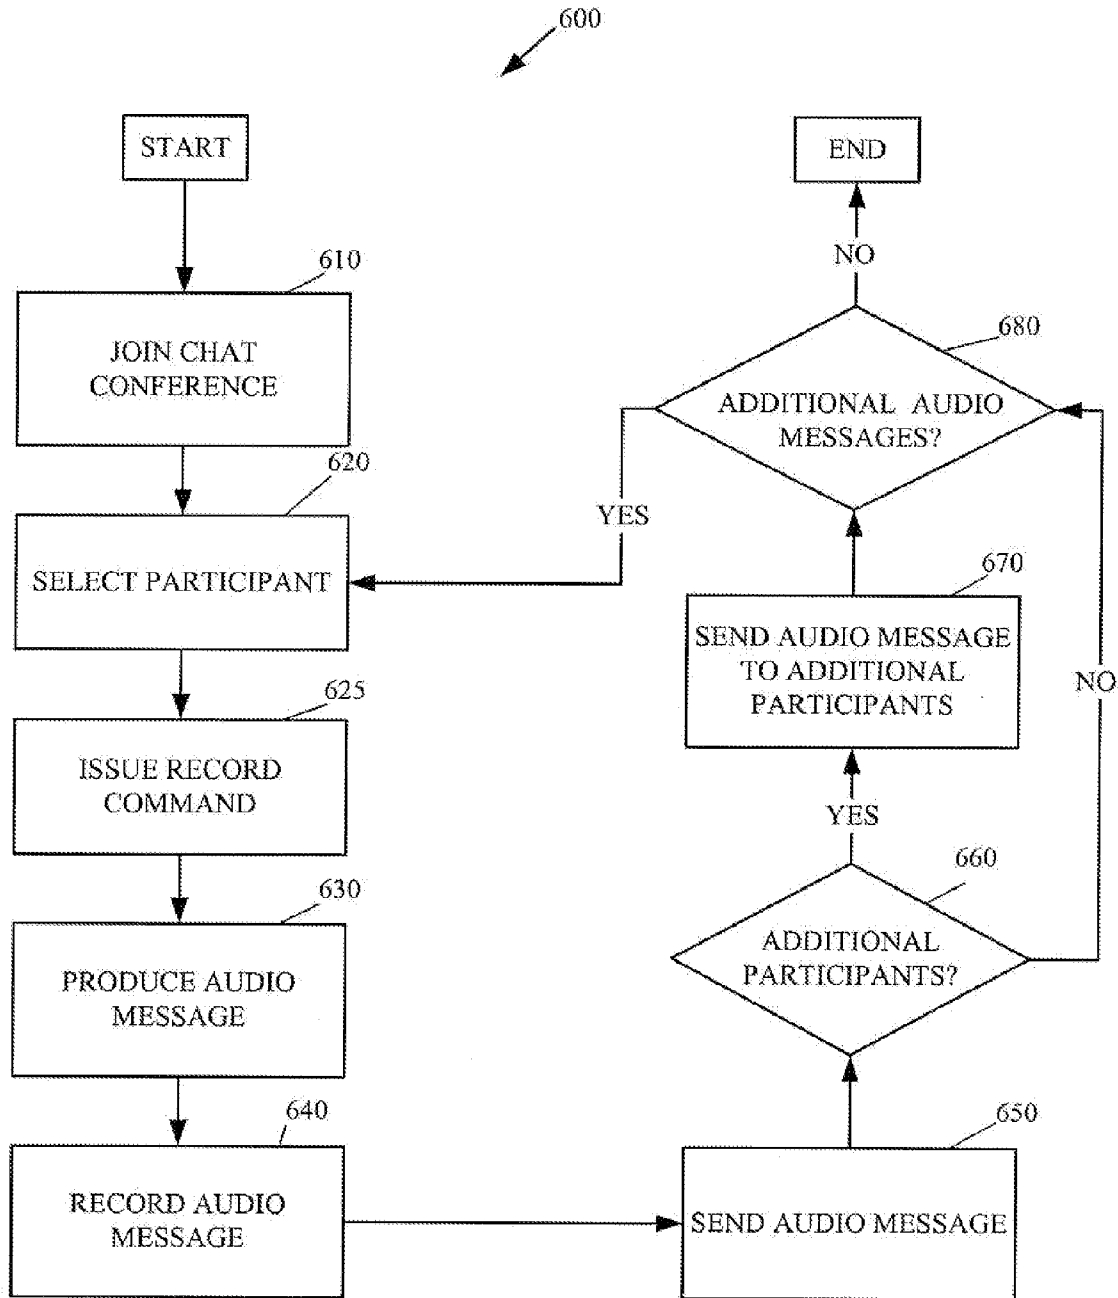 600
START
610
JOIN CHAT
CONFERENCE
620
SELECT PARTICIPANT
625
ISSUE RECORD
COMMAND
630
PRODUCE AUDIO
MESSAGE
640
RECORD AUDIO
MESSAGE
650
SEND AUDIO MESSAGE
660
ADDITIONAL
PARTICIPANTS?
YES
NO
670
SEND AUDIO MESSAGE
TO ADDITIONAL
PARTICIPANTS
680
ADDITIONAL AUDIO
MESSAGES?
YES
NO
END